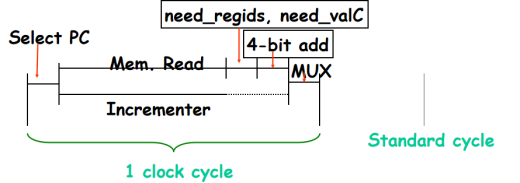 need_regids, need_valC
Select PC
4-bit add
Mem. Read
MUX
Incrementer
Standard cycle
1 clock cycle